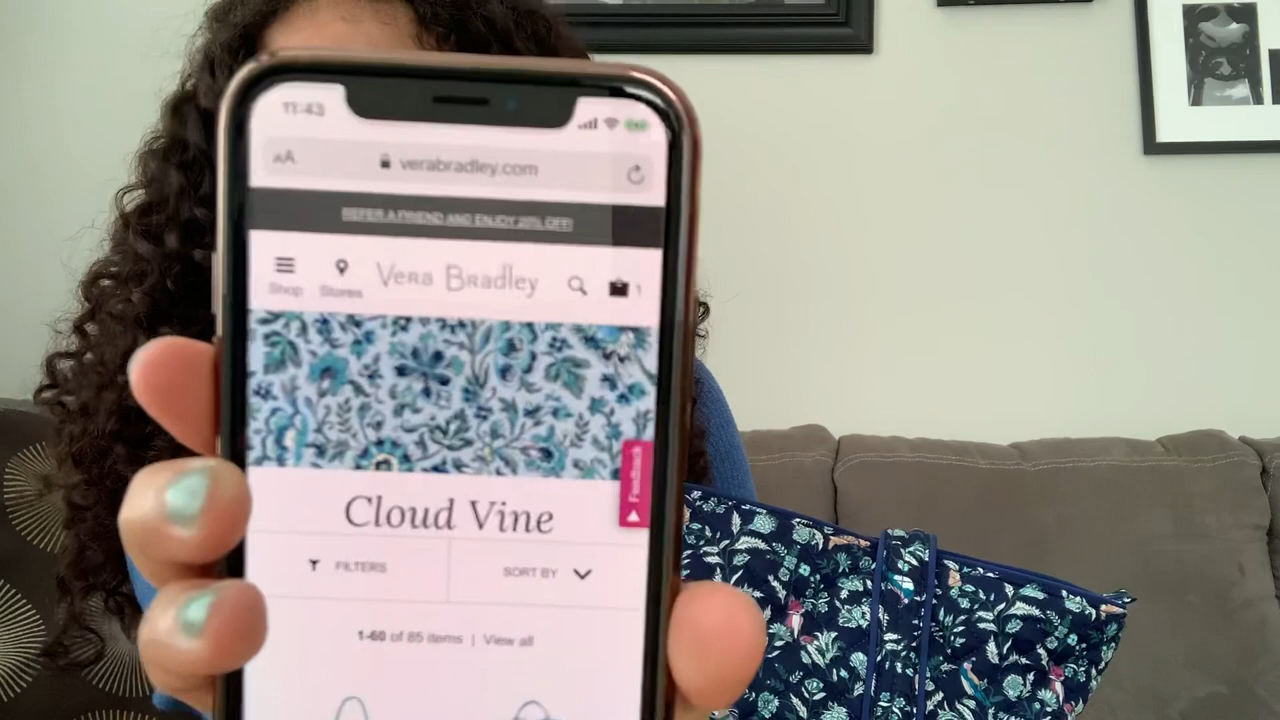 11:43
AA verabradley.com
REFER A FRIEND AND ENJOY 20% OFF!
Shop Stores Vera Bradley 1
Feedback
Cloud Vine
FILTERS SORT BY
1-60 of 85 items | View all